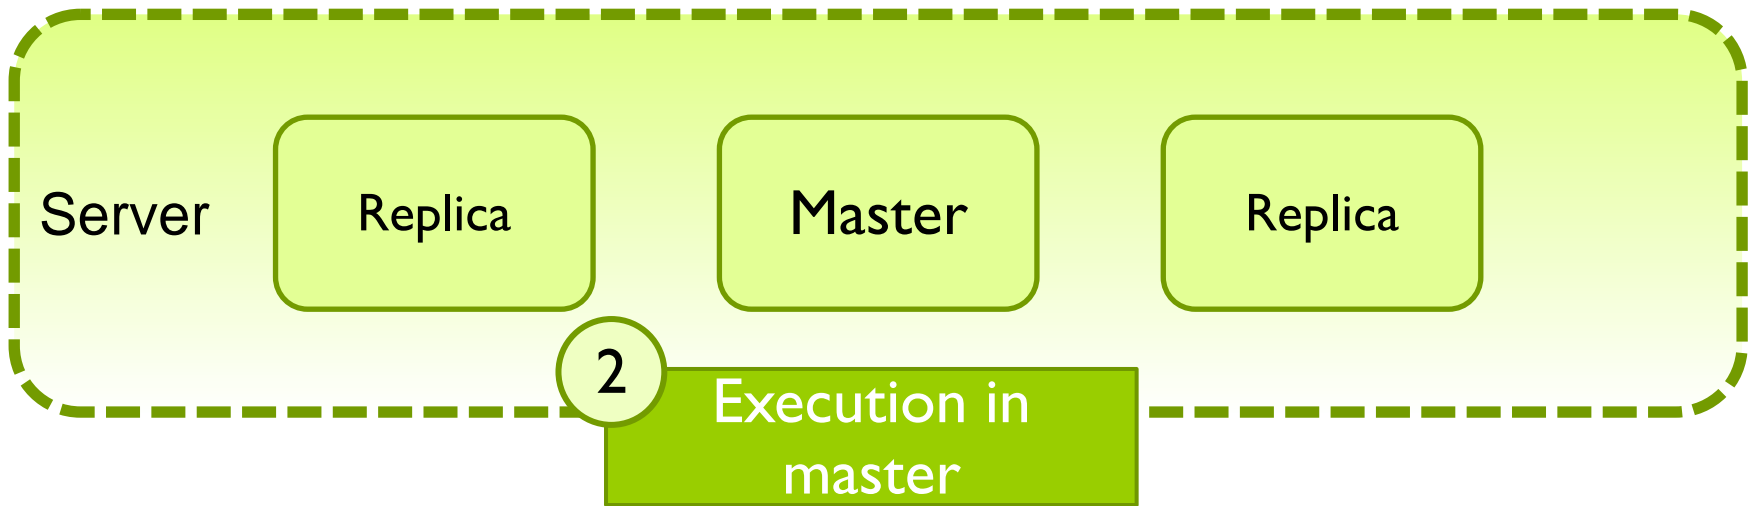 Server
Replica
Master
Replica
2
Execution in
master